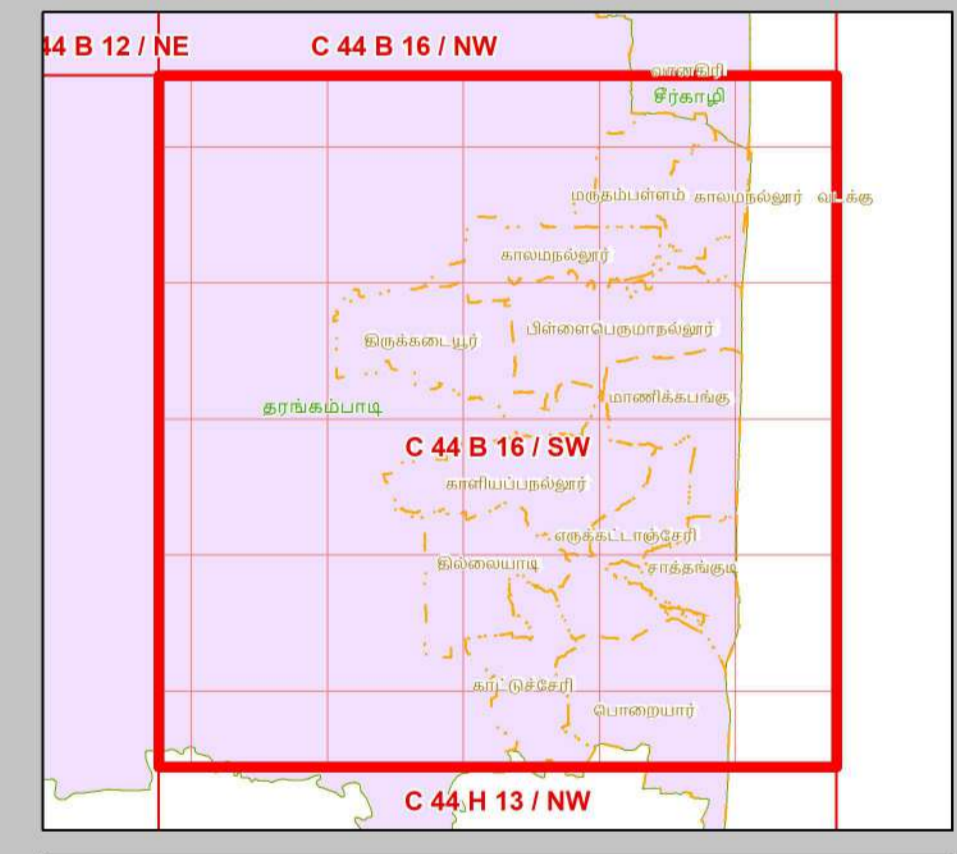 44 B 12 / NE
C 44 B 16 / NW
வானகிரி
சீர்காழி
மருதம்பள்ளம்
காலமநல்லூர் வடக்கு
காலமநல்லூர்
பிள்ளைபெருமாநல்லூர்
திருக்கடையூர்
மாணிக்கபங்கு
தரங்கம்பாடி
C 44 B 16 / SW
காளியப்பநல்லூர்
எருக்கட்டாஞ்சேரி
தில்லையாடி
சாத்தங்குடி
காட்டுச்சேரி
பொறையார்
C 44 H 13 / NW